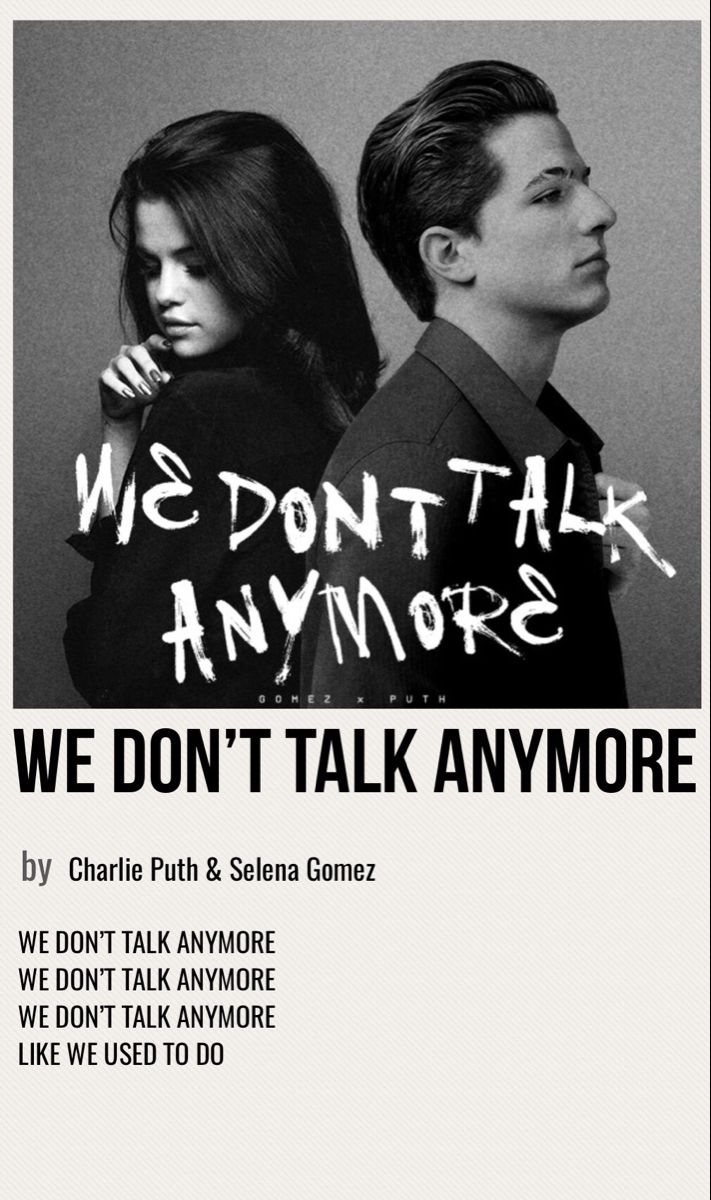 WE DONT TALK
ANYMORE
GOMEZ x PUTH
WE DON'T TALK ANYMORE
by Charlie Puth & Selena Gomez
WE DON'T TALK ANYMORE
WE DON'T TALK ANYMORE
WE DON'T TALK ANYMORE
LIKE WE USED TO DO